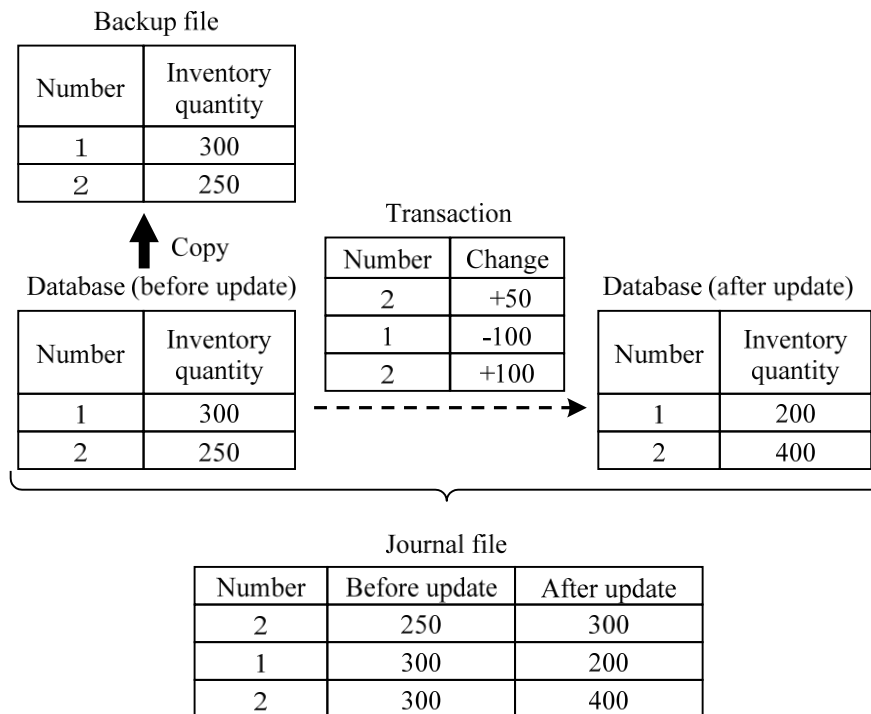 Backup file
Number Inventory quantity
1 300
2 250
Copy
Transaction
Number Change
2 +50
1 -100
2 +100
Database (before update)
Number Inventory quantity
1 300
2 250
Database (after update)
Number Inventory quantity
1 200
2 400
Journal file
Number Before update After update
2 250 300
1 300 200
2 300 400